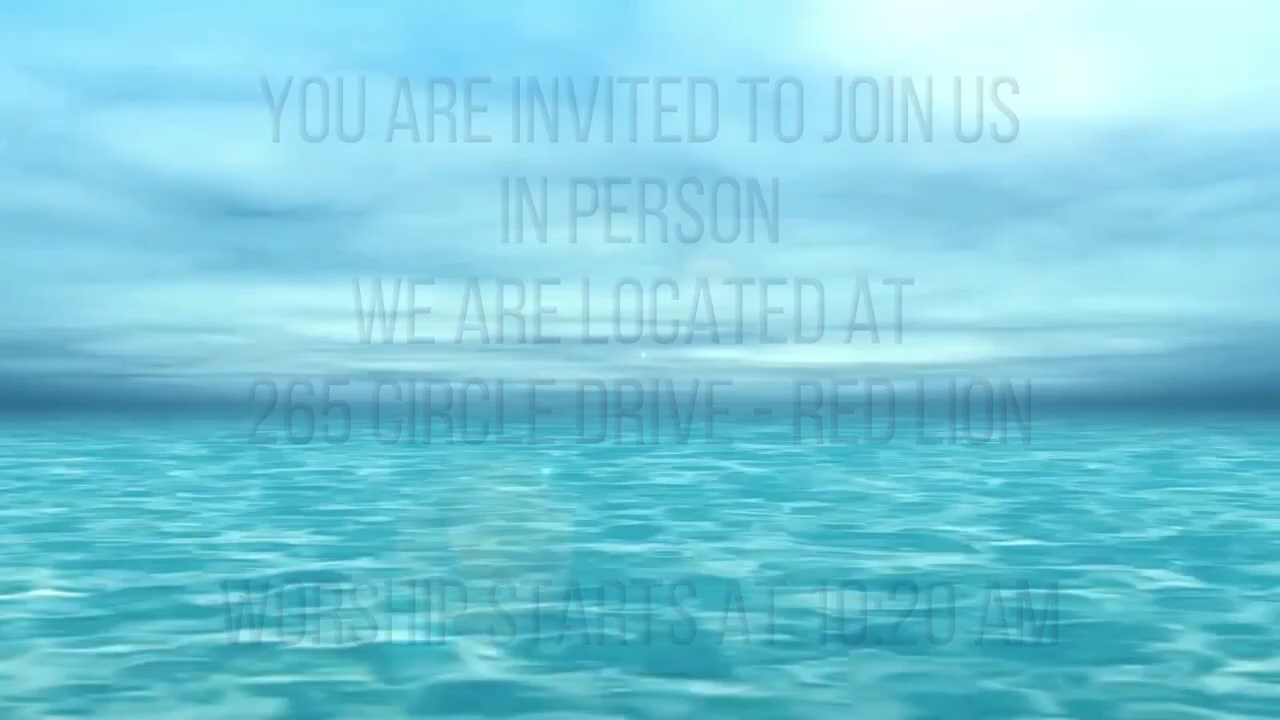 YOU ARE INVITED TO JOIN US
IN PERSON
WE ARE LOCATED AT
265 CIRCLE DRIVE - RED LION
WORSHIP STARTS AT 10:20 AM